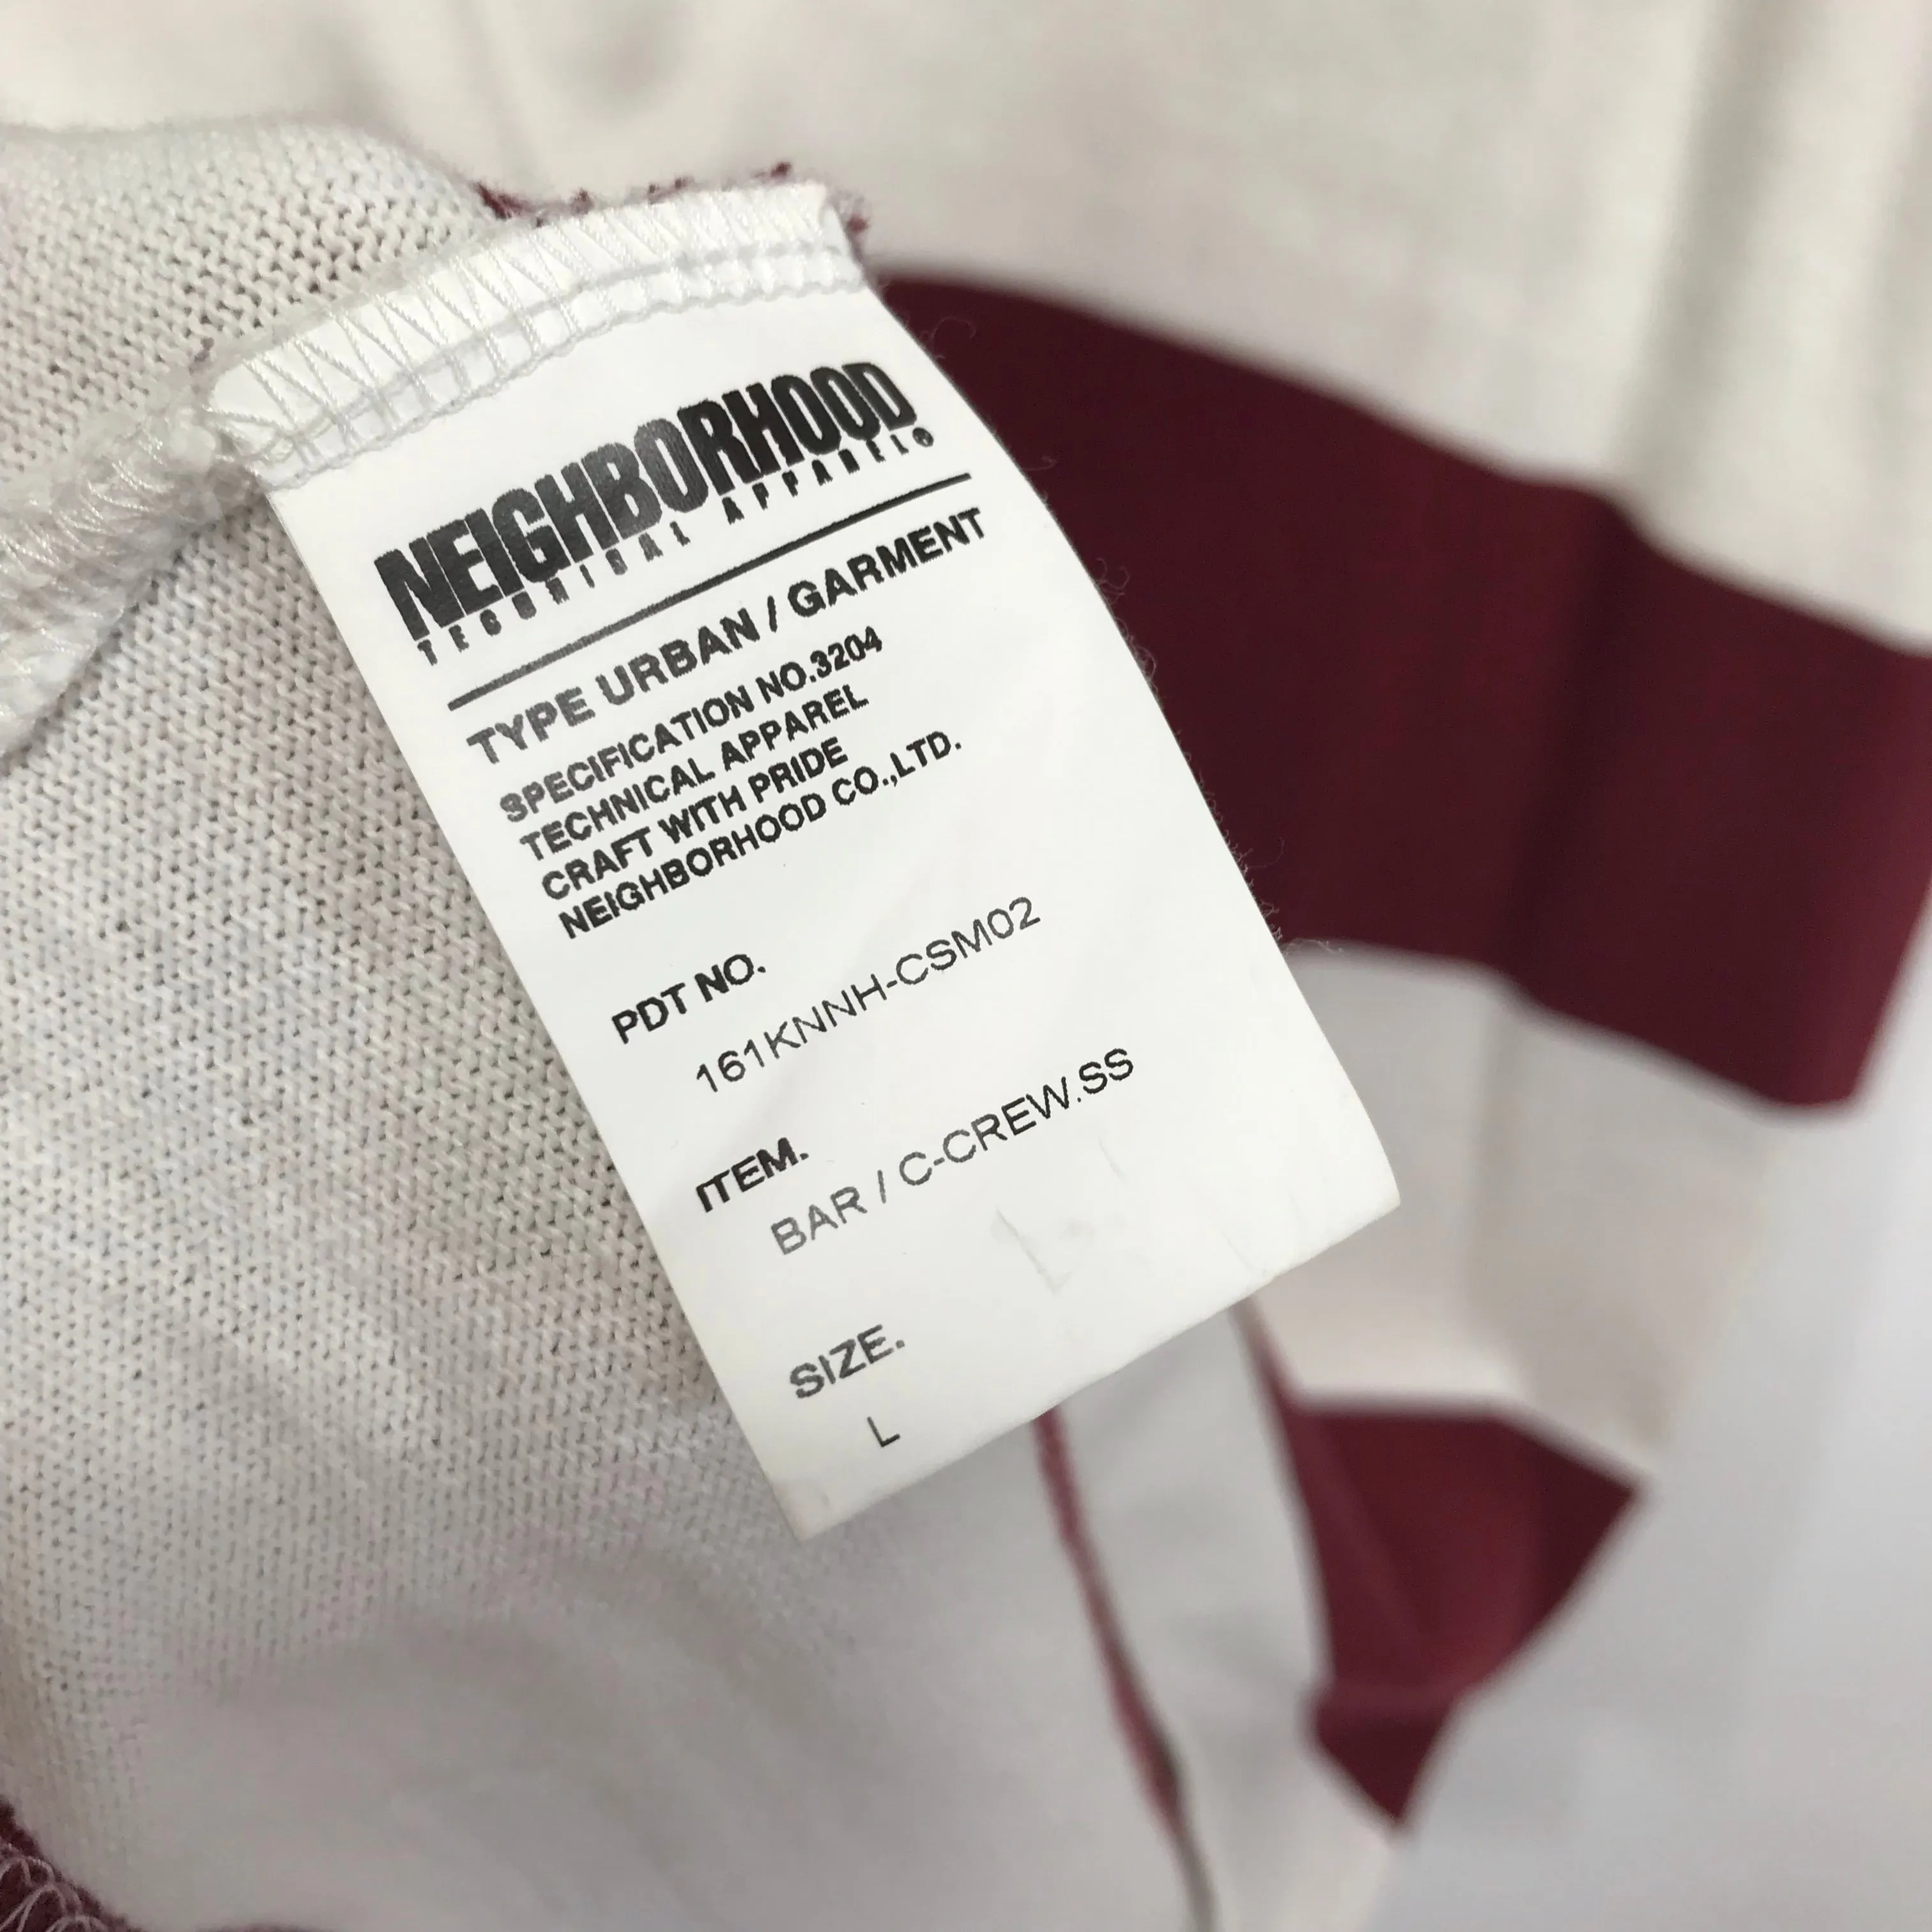 NEIGHBORHOOD
TECHNICAL APPAREL®
TYPE URBAN / GARMENT
SPECIFICATION NO.3204
TECHNICAL APPAREL
CRAFT WITH PRIDE
NEIGHBORHOOD CO.,LTD.
PDT NO.
161KNNH-CSM02
ITEM.
BAR / C-CREW.SS
SIZE.
L